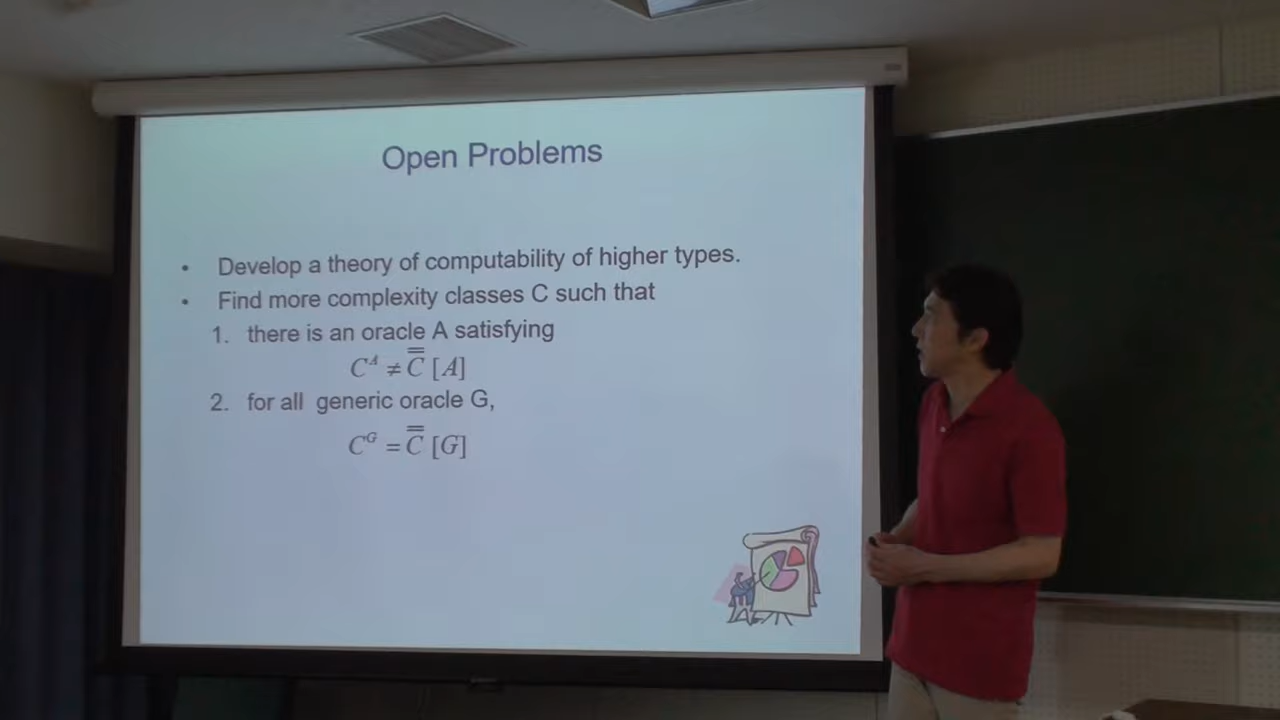 Open Problems
• Develop a theory of computability of higher types.
• Find more complexity classes C such that
1. there is an oracle A satisfying
C^A ≠ C̿ [A]
2. for all generic oracle G,
C^G = C̿ [G]